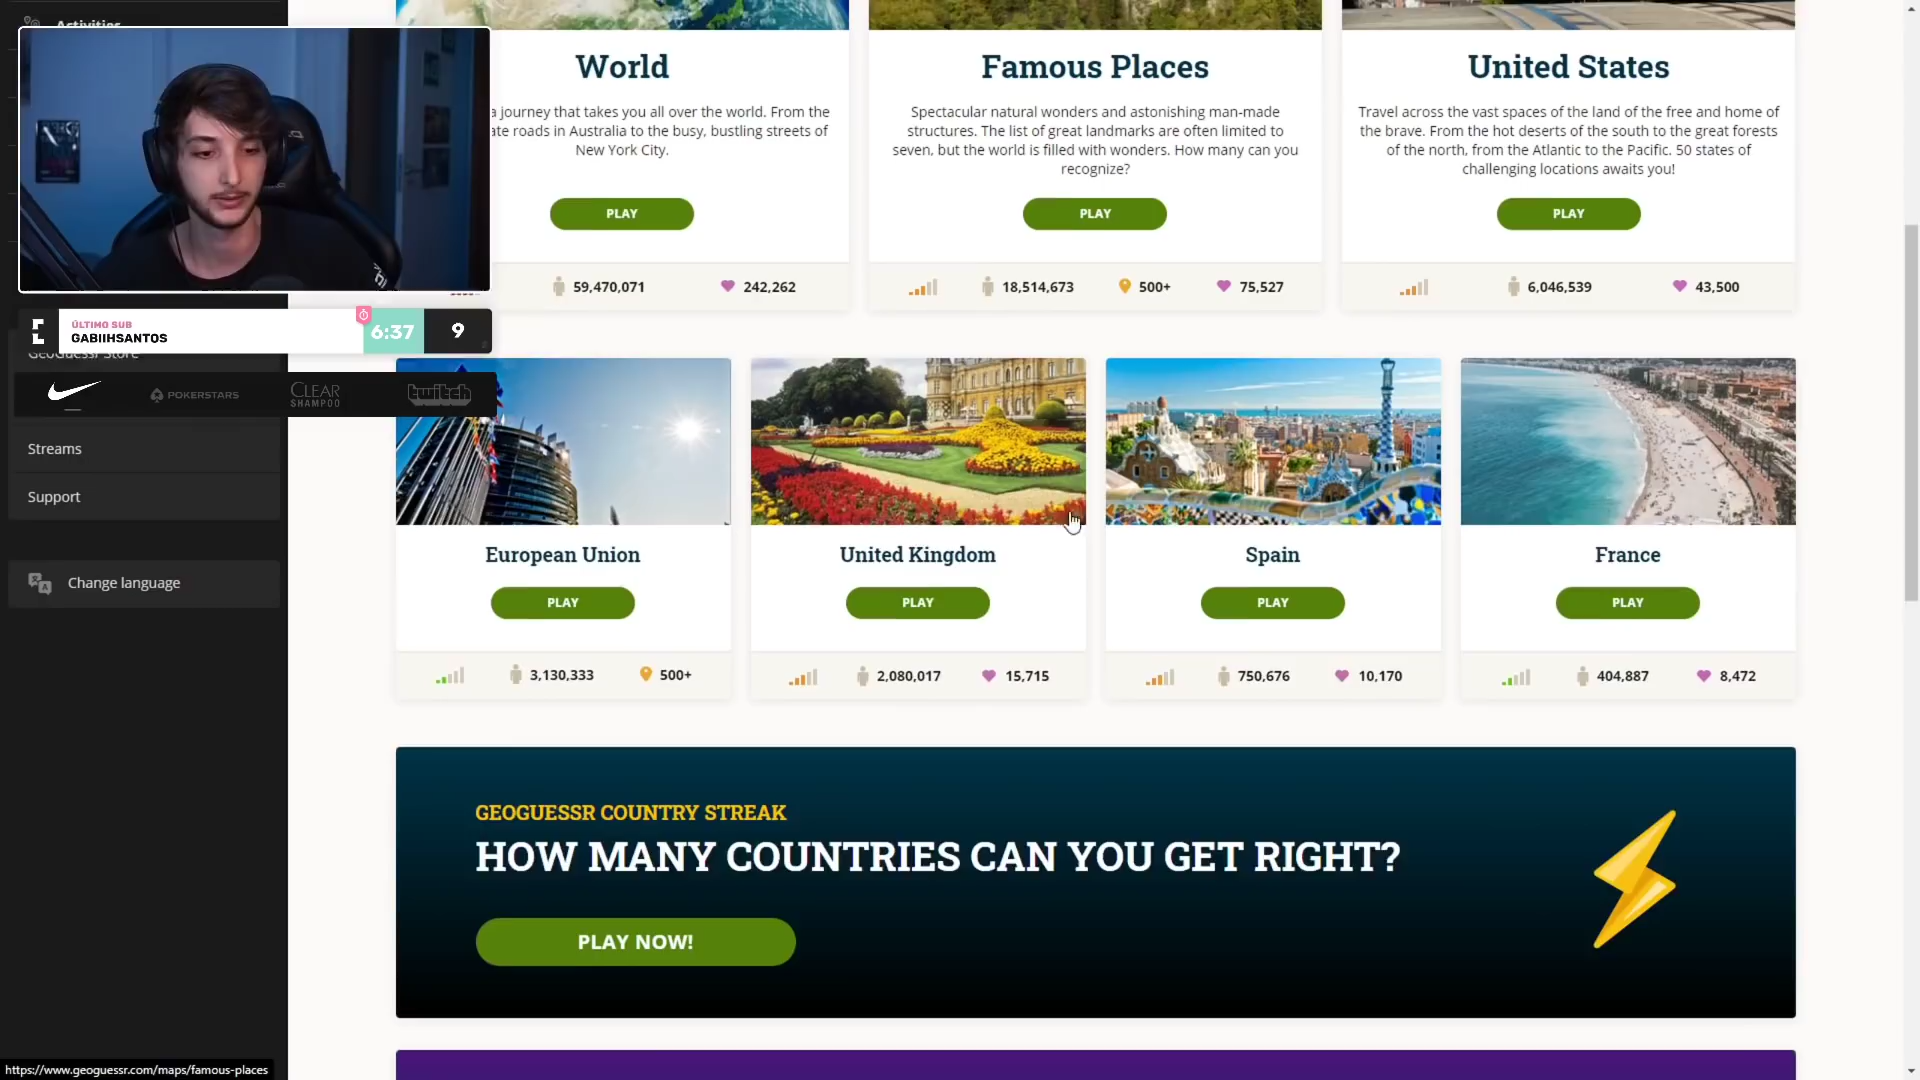 Activities
World
a journey that takes you all over the world. From the
ate roads in Australia to the busy, bustling streets of
New York City.
PLAY
59,470,071
242,262
Famous Places
Spectacular natural wonders and astonishing man-made
structures. The list of great landmarks are often limited to
seven, but the world is filled with wonders. How many can you
recognize?
PLAY
18,514,673
500+
75,527
United States
Travel across the vast spaces of the land of the free and home of
the brave. From the hot deserts of the south to the great forests
of the north, from the Atlantic to the Pacific. 50 states of
challenging locations awaits you!
PLAY
6,046,539
43,500
ÚLTIMO SUB
GABIIHSANTOS
6:37
9
GeoGuessr Store
POKERSTARS
CLEAR
SHAMPOO
twitch
Streams
Support
Change language
European Union
PLAY
3,130,333
500+
United Kingdom
PLAY
2,080,017
15,715
Spain
PLAY
750,676
10,170
France
PLAY
404,887
8,472
GEOGUESSR COUNTRY STREAK
HOW MANY COUNTRIES CAN YOU GET RIGHT?
PLAY NOW!
https://www.geoguessr.com/maps/famous-places